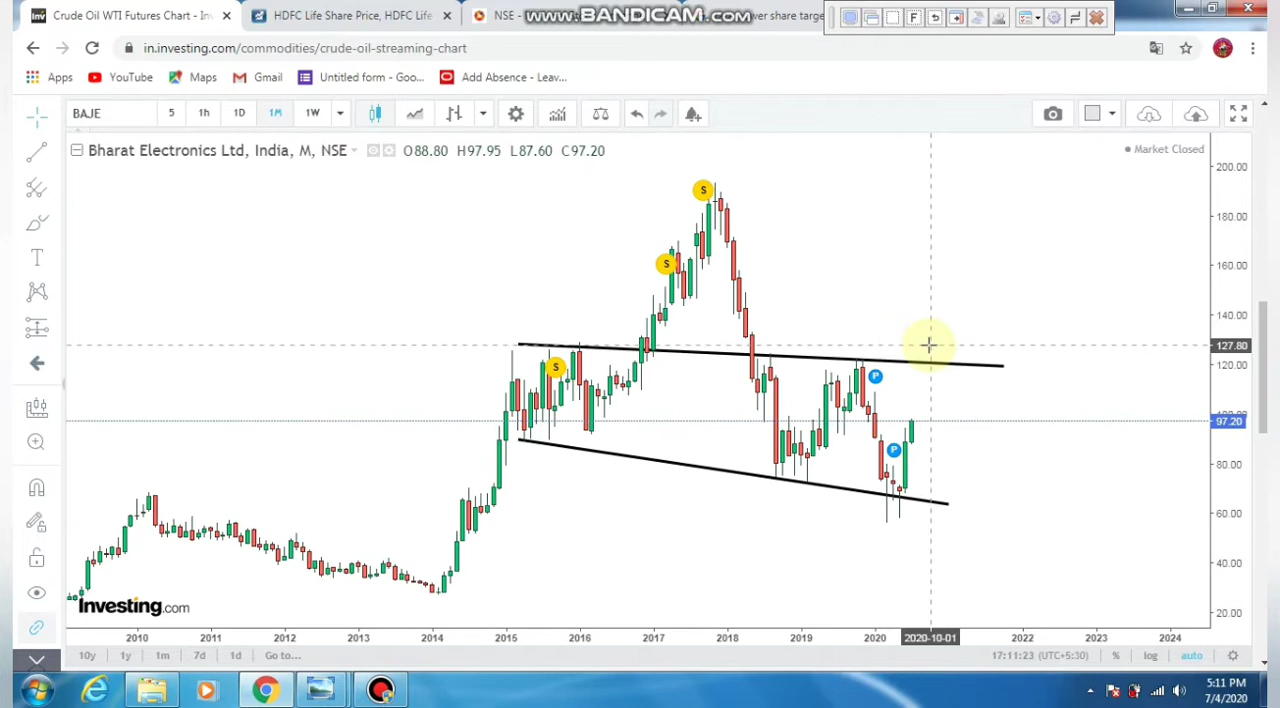 Crude Oil WTI Futures Chart - Inv
HDFC Life Share Price, HDFC Life
NSE -
WWW.BANDICAM.COM
ver share targe
in.investing.com/commodities/crude-oil-streaming-chart
Apps YouTube Maps Gmail Untitled form - Goo... Add Absence - Leav...
BAJE 5 1h 1D 1M 1W
Bharat Electronics Ltd, India, M, NSE O88.80 H97.95 L87.60 C97.20
Market Closed
200.00
180.00
160.00
140.00
127.80
120.00
97.20
80.00
60.00
40.00
20.00
S
S
S
P
P
Investing.com
2010 2011 2012 2013 2014 2015 2016 2017 2018 2019 2020 2020-10-01 2022 2023 2024
10y 1y 1m 7d 1d Go to... 17:11:23 (UTC+5:30) % log auto
5:11 PM
7/4/2020